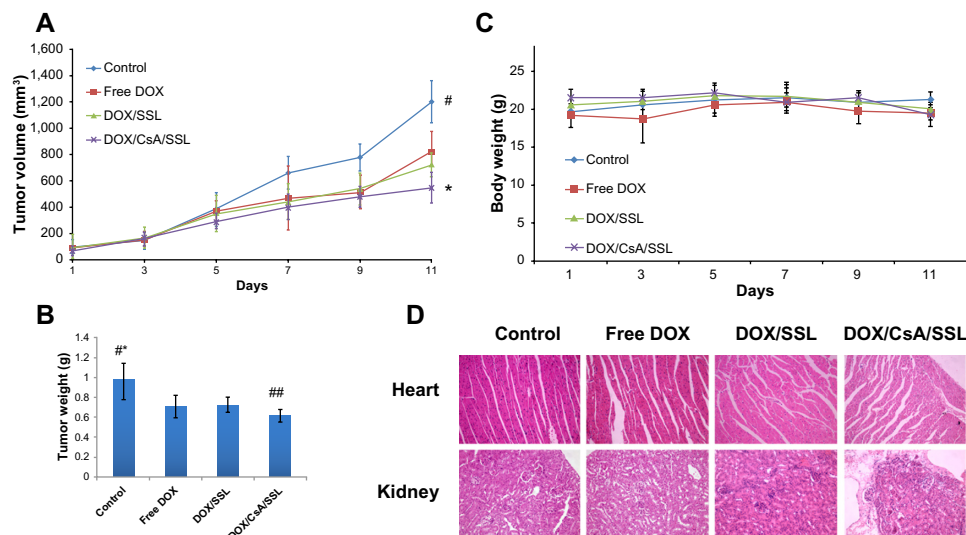 A
Tumor volume (mm³)
1,600
1,400
1,200
1,000
800
600
400
200
0
Control
Free DOX
DOX/SSL
DOX/CsA/SSL
#
*
1 3 5 7 9 11
Days
C
Body weight (g)
25
20
15
10
5
0
Control
Free DOX
DOX/SSL
DOX/CsA/SSL
1 3 5 7 9 11
Days
B
Tumor weight (g)
1.4
1.2
1
0.8
0.6
0.4
0.2
0
#*
##
Control
Free DOX
DOX/SSL
DOX/CsA/SSL
D
Control Free DOX DOX/SSL DOX/CsA/SSL
Heart
Kidney